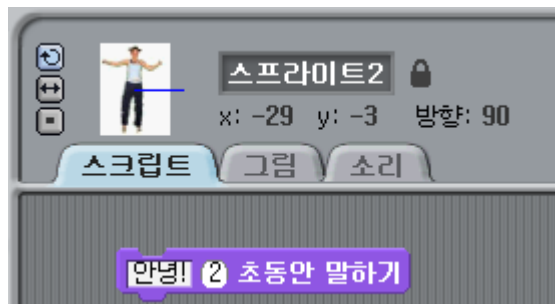 스프라이트2
x: -29 y: -3 방향: 90
스크립트 그림 소리
안녕! 2 초동안 말하기